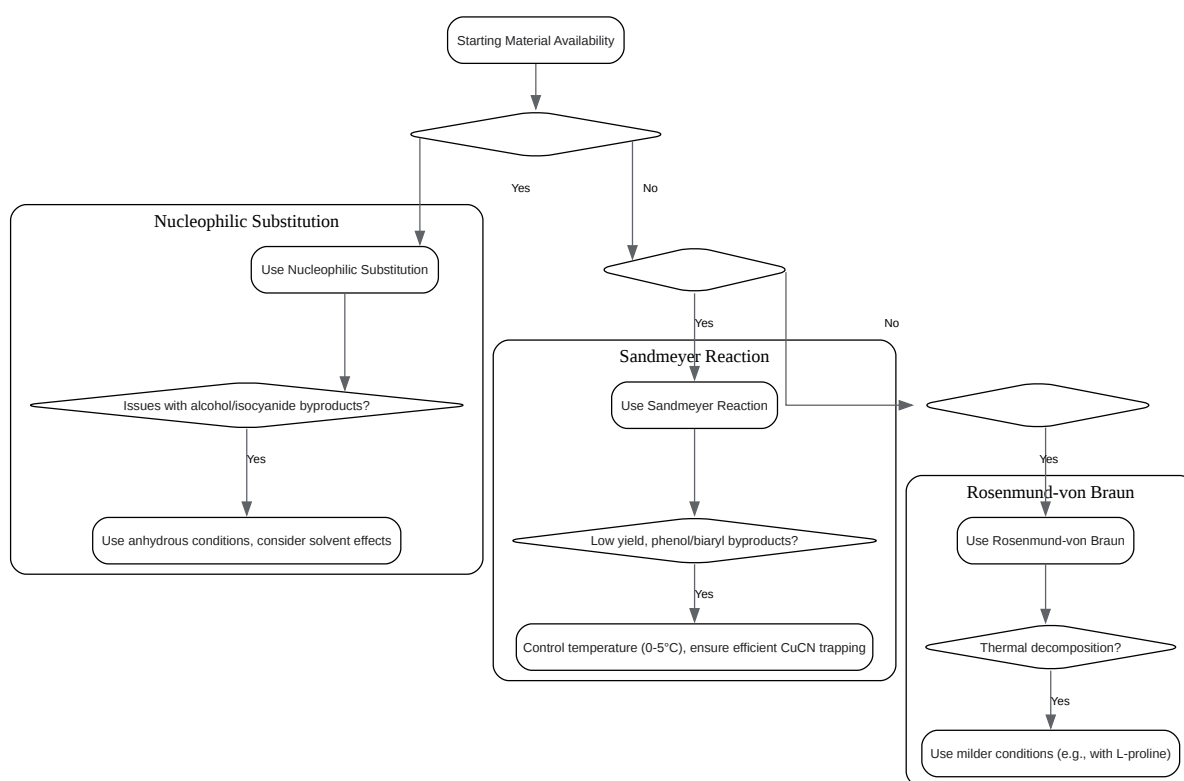 Starting Material Availability
Yes
No
Nucleophilic Substitution
Use Nucleophilic Substitution
Yes
No
Sandmeyer Reaction
Use Sandmeyer Reaction
Issues with alcohol/isocyanide byproducts?
Yes
Yes
Rosenmund-von Braun
Use anhydrous conditions, consider solvent effects
Low yield, phenol/biaryl byproducts?
Use Rosenmund-von Braun
Yes
Control temperature (0-5°C), ensure efficient CuCN trapping
Thermal decomposition?
Yes
Use milder conditions (e.g., with L-proline)